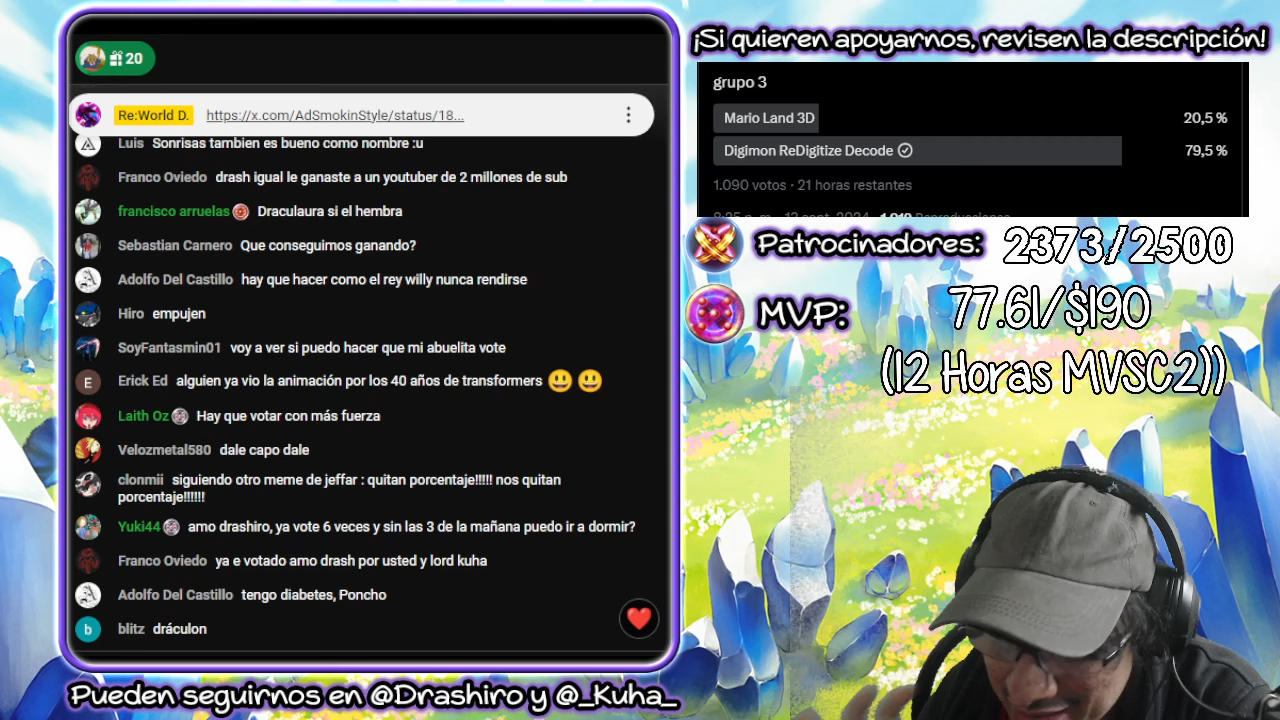 ¡Si quieren apoyarnos, revisen la descripción!
20
Re:World D. https://x.com/AdSmokinStyle/status/18...
Luis Sonrisas tambien es bueno como nombre :u
Franco Oviedo drash igual le ganaste a un youtuber de 2 millones de sub
francisco arruelas Draculaura si el hembra
Sebastian Carnero Que conseguimos ganando?
Adolfo Del Castillo hay que hacer como el rey willy nunca rendirse
Hiro empujen
SoyFantasmin01 voy a ver si puedo hacer que mi abuelita vote
E Erick Ed alguien ya vio la animación por los 40 años de transformers 😃 😃
Laith Oz Hay que votar con más fuerza
Velozmetal580 dale capo dale
clonmii siguiendo otro meme de jeffar : quitan porcentaje!!!!! nos quitan
porcentaje!!!!!!
Yuki44 amo drashiro, ya vote 6 veces y sin las 3 de la mañana puedo ir a dormir?
Franco Oviedo ya e votado amo drash por usted y lord kuha
Adolfo Del Castillo tengo diabetes, Poncho
b blitz dráculon
grupo 3
Mario Land 3D 20,5 %
Digimon ReDigitize Decode 79,5 %
1.090 votos · 21 horas restantes
8:25 p. m. · 13 sept. 2024 · 1.919 Reproducciones
Patrocinadores: 2373/2500
MVP: 77.61/$190
(12 Horas MVSC2))
Pueden seguirnos en @Drashiro y @_Kuha_